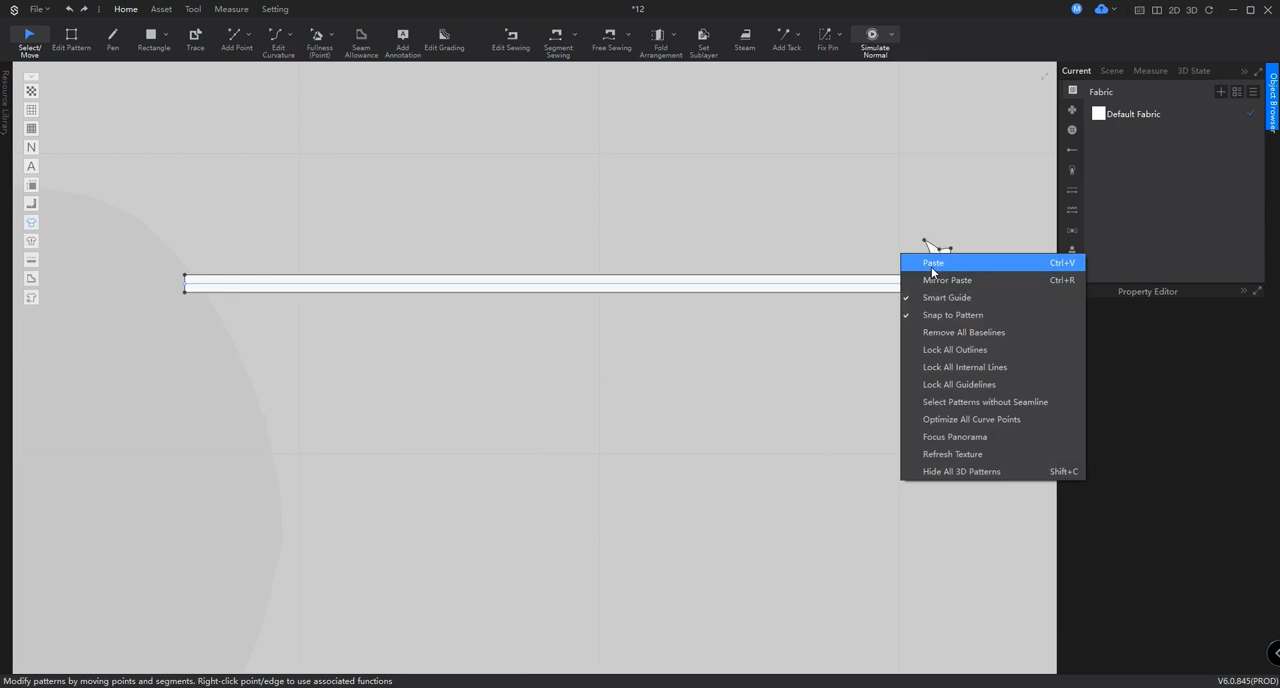 File
Home
Asset
Tool
Measure
Setting
*12
M
2D
3D
Select/
Move
Edit Pattern
Pen
Rectangle
Trace
Add Point
Edit
Curvature
Fullness
(Point)
Seam
Allowance
Add
Annotation
Edit Grading
Edit Sewing
Segment
Sewing
Free Sewing
Fold
Arrangement
Set
Sublayer
Steam
Add Tack
Fix Pin
Simulate
Normal
Resource Library
N
A
Current
Scene
Measure
3D State
Object Browser
Fabric
Default Fabric
Property Editor
Paste Ctrl+V
Mirror Paste Ctrl+R
Smart Guide
Snap to Pattern
Remove All Baselines
Lock All Outlines
Lock All Internal Lines
Lock All Guidelines
Select Patterns without Seamline
Optimize All Curve Points
Focus Panorama
Refresh Texture
Hide All 3D Patterns Shift+C
Modify patterns by moving points and segments. Right-click point/edge to use associated functions
V6.0.845(PROD)